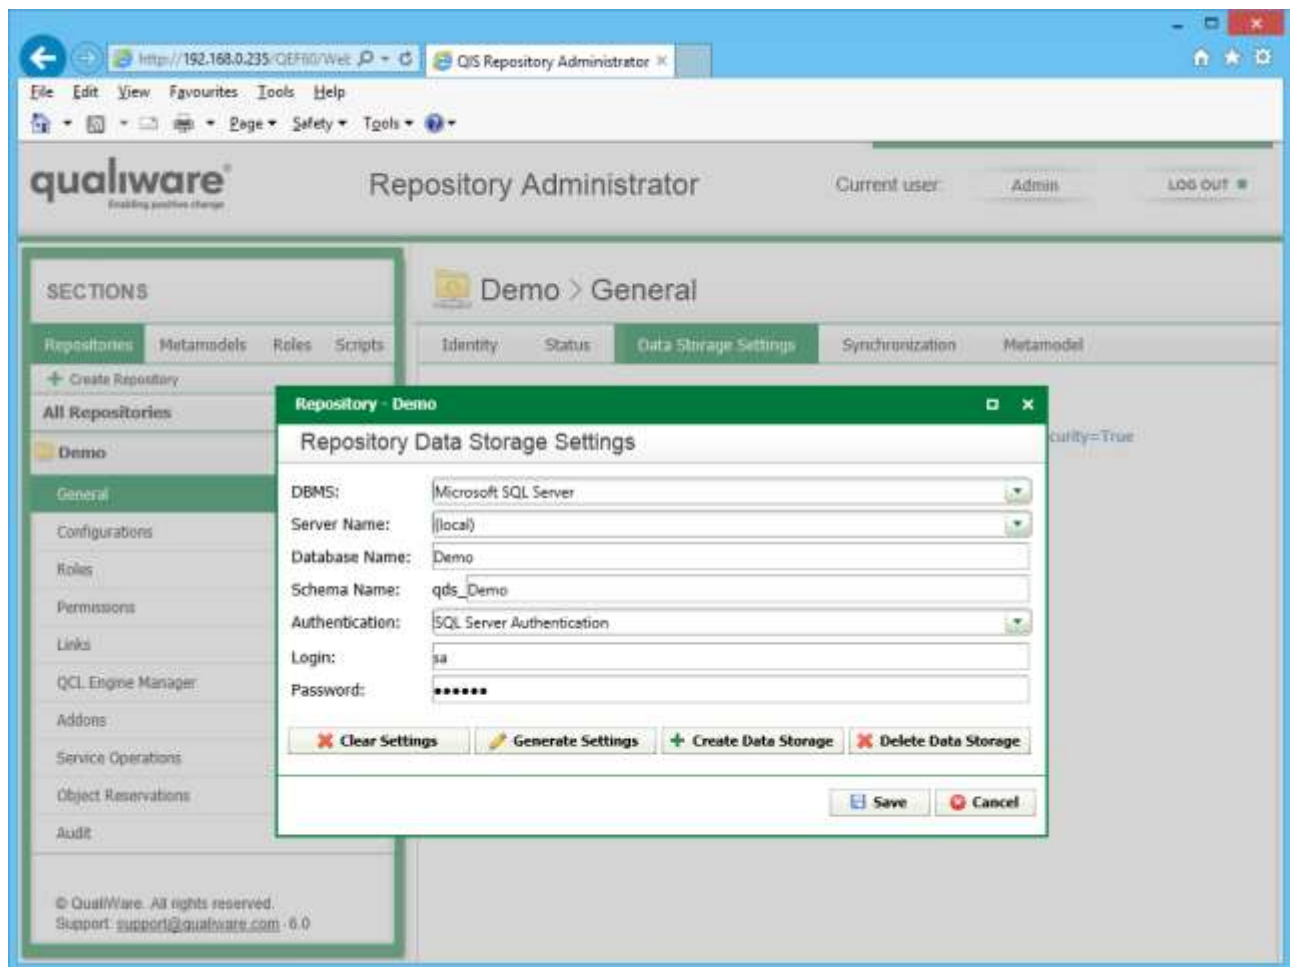 http://192.168.0.235/QEF60/Web
QIS Repository Administrator
File Edit View Favourites Tools Help
Page Safety Tools
qualiware®
Enabling positive change
Repository Administrator
Current user:
Admin
LOG OUT
SECTIONS
Demo > General
Repositories Metamodels Roles Scripts
Identity Status Data Storage Settings Synchronization Metamodel
Create Repository
All Repositories
Demo
General
Configurations
Roles
Permissions
Links
QCL Engine Manager
Addons
Service Operations
Object Reservations
Audit
© QualiWare. All rights reserved.
Support: support@qualiware.com - 6.0
curity=True
Repository - Demo
Repository Data Storage Settings
DBMS: Microsoft SQL Server
Server Name: (local)
Database Name: Demo
Schema Name: qds_Demo
Authentication: SQL Server Authentication
Login: sa
Password: ••••••
Clear Settings Generate Settings Create Data Storage Delete Data Storage
Save Cancel